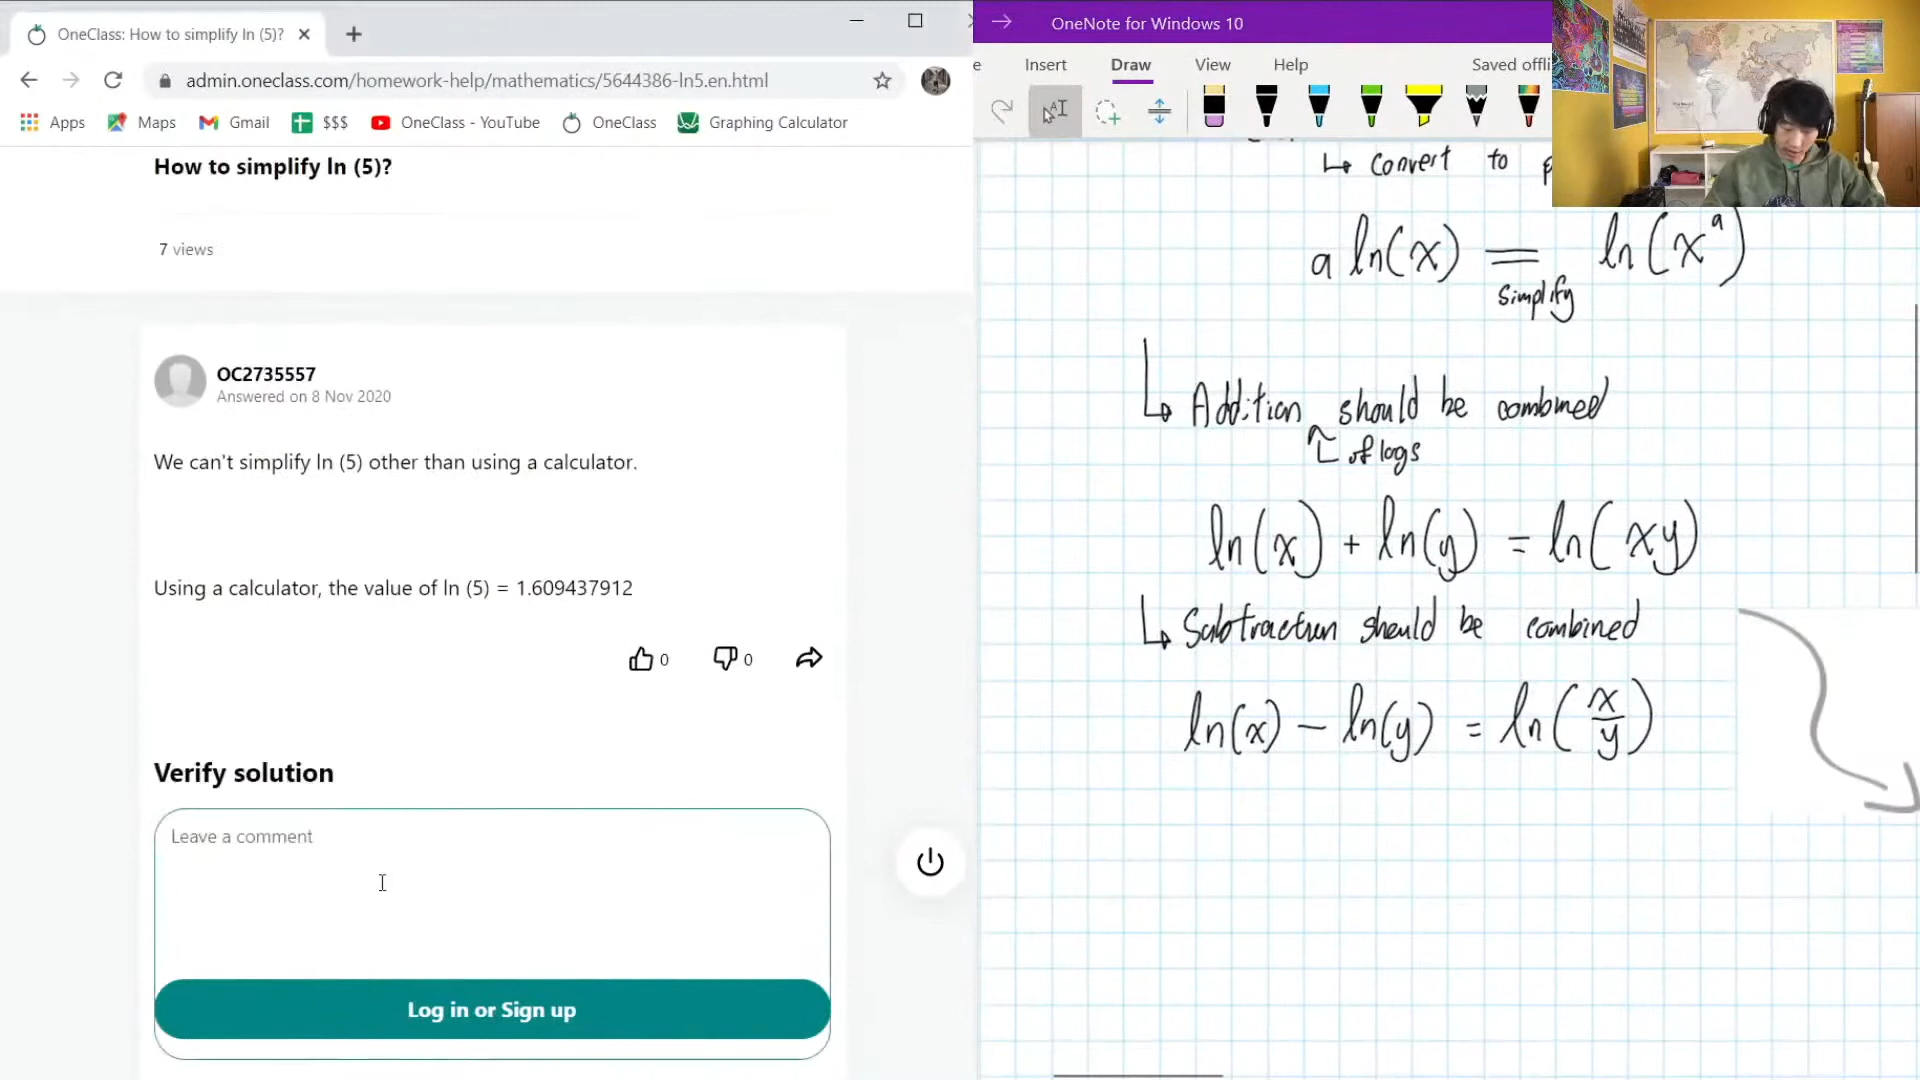 OneClass: How to simplify ln (5)?
admin.oneclass.com/homework-help/mathematics/5644386-ln5.en.html
Apps Maps Gmail $$$ OneClass - YouTube OneClass Graphing Calculator
How to simplify ln (5)?
7 views
OC2735557
Answered on 8 Nov 2020
We can't simplify ln (5) other than using a calculator.
Using a calculator, the value of ln (5) = 1.609437912
0 0
Verify solution
Leave a comment
Log in or Sign up
OneNote for Windows 10
Insert Draw View Help Saved offli
↳ convert to
a ln(x) = ln(x^a)
simplify
↳ Addition should be combined
of logs
ln(x) + ln(y) = ln(xy)
↳ Subtraction should be combined
ln(x) - ln(y) = ln(x/y)